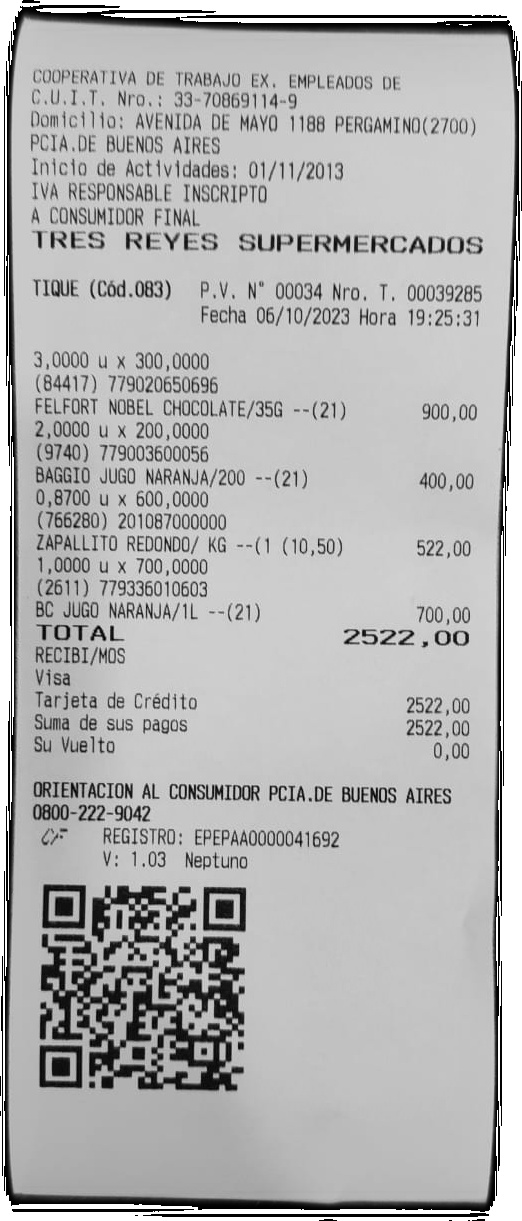 COOPERATIVA DE TRABAJO EX. EMPLEADOS DE
C.U.I.T. Nro.: 33-70869114-9
Domicilio: AVENIDA DE MAYO 1188 PERGAMINO(2700)
PCIA.DE BUENOS AIRES
Inicio de Actividades: 01/11/2013
IVA RESPONSABLE INSCRIPTO
A CONSUMIDOR FINAL
TRES REYES SUPERMERCADOS
TIQUE (Cód.083) P.V. N° 00034 Nro. T. 00039285
Fecha 06/10/2023 Hora 19:25:31
3,0000 u x 300,0000
(84417) 779020650696
FELFORT NOBEL CHOCOLATE/35G --(21) 900,00
2,0000 u x 200,0000
(9740) 779003600056
BAGGIO JUGO NARANJA/200 --(21) 400,00
0,8700 u x 600,0000
(766280) 201087000000
ZAPALLITO REDONDO/ KG --(1 (10,50) 522,00
1,0000 u x 700,0000
(2611) 779336010603
BC JUGO NARANJA/1L --(21) 700,00
TOTAL 2522,00
RECIBI/MOS
Visa
Tarjeta de Crédito 2522,00
Suma de sus pagos 2522,00
Su Vuelto 0,00
ORIENTACION AL CONSUMIDOR PCIA.DE BUENOS AIRES
0800-222-9042
CF REGISTRO: EPEPAA0000041692
V: 1.03 Neptuno